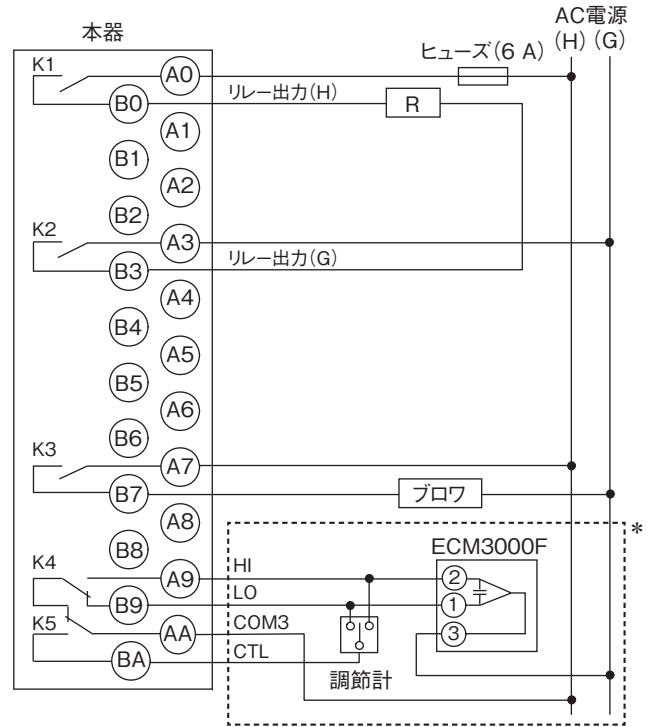 AC電源
本器
(H)
(G)
ヒューズ(6 A)
K1
A0
B0
リレー出力(H)
R
A1
B1
A2
B2
K2
A3
B3
リレー出力(G)
A4
B4
A5
B5
A6
B6
K3
A7
B7
ブロワ
A8
B8
*
ECM3000F
K4
A9
HI
2
B9
LO
1
K5
AA
COM3
3
BA
CTL
調節計